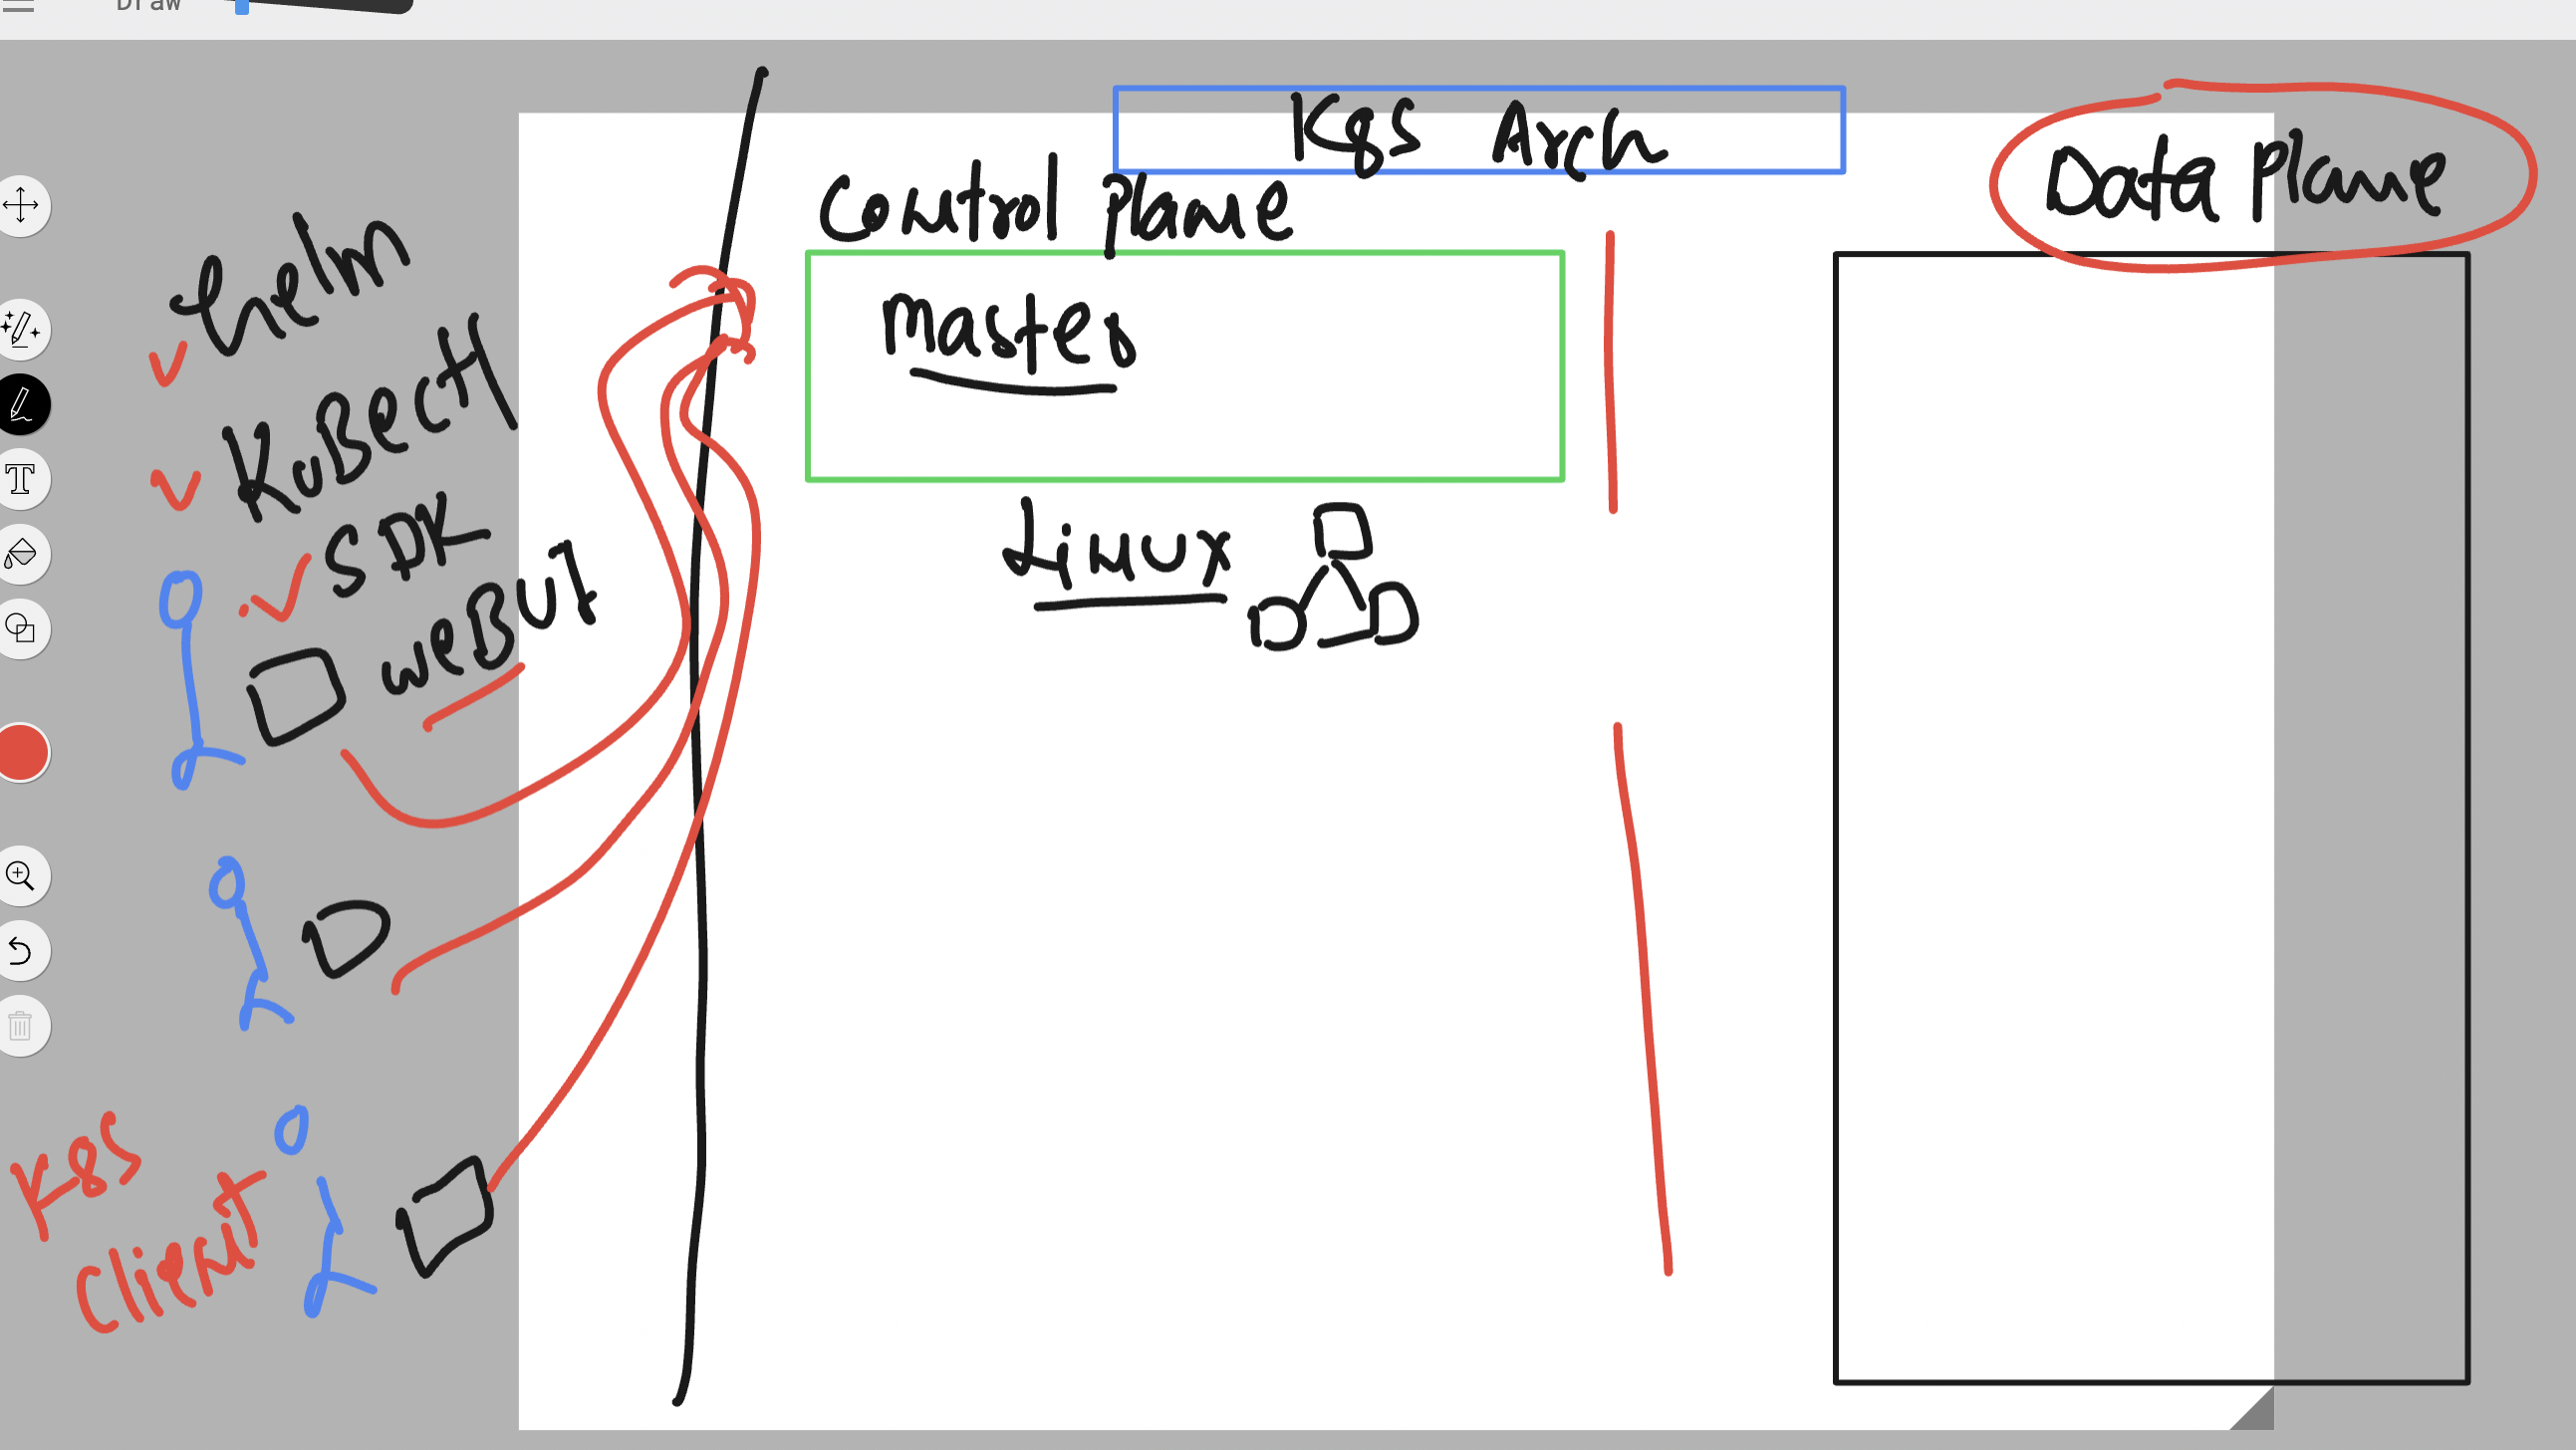 Draw
K8s Arch
Control Plane
Data Plane
Master
Linux
helm
KuBectl
SDK
weBUI
K8s
Client